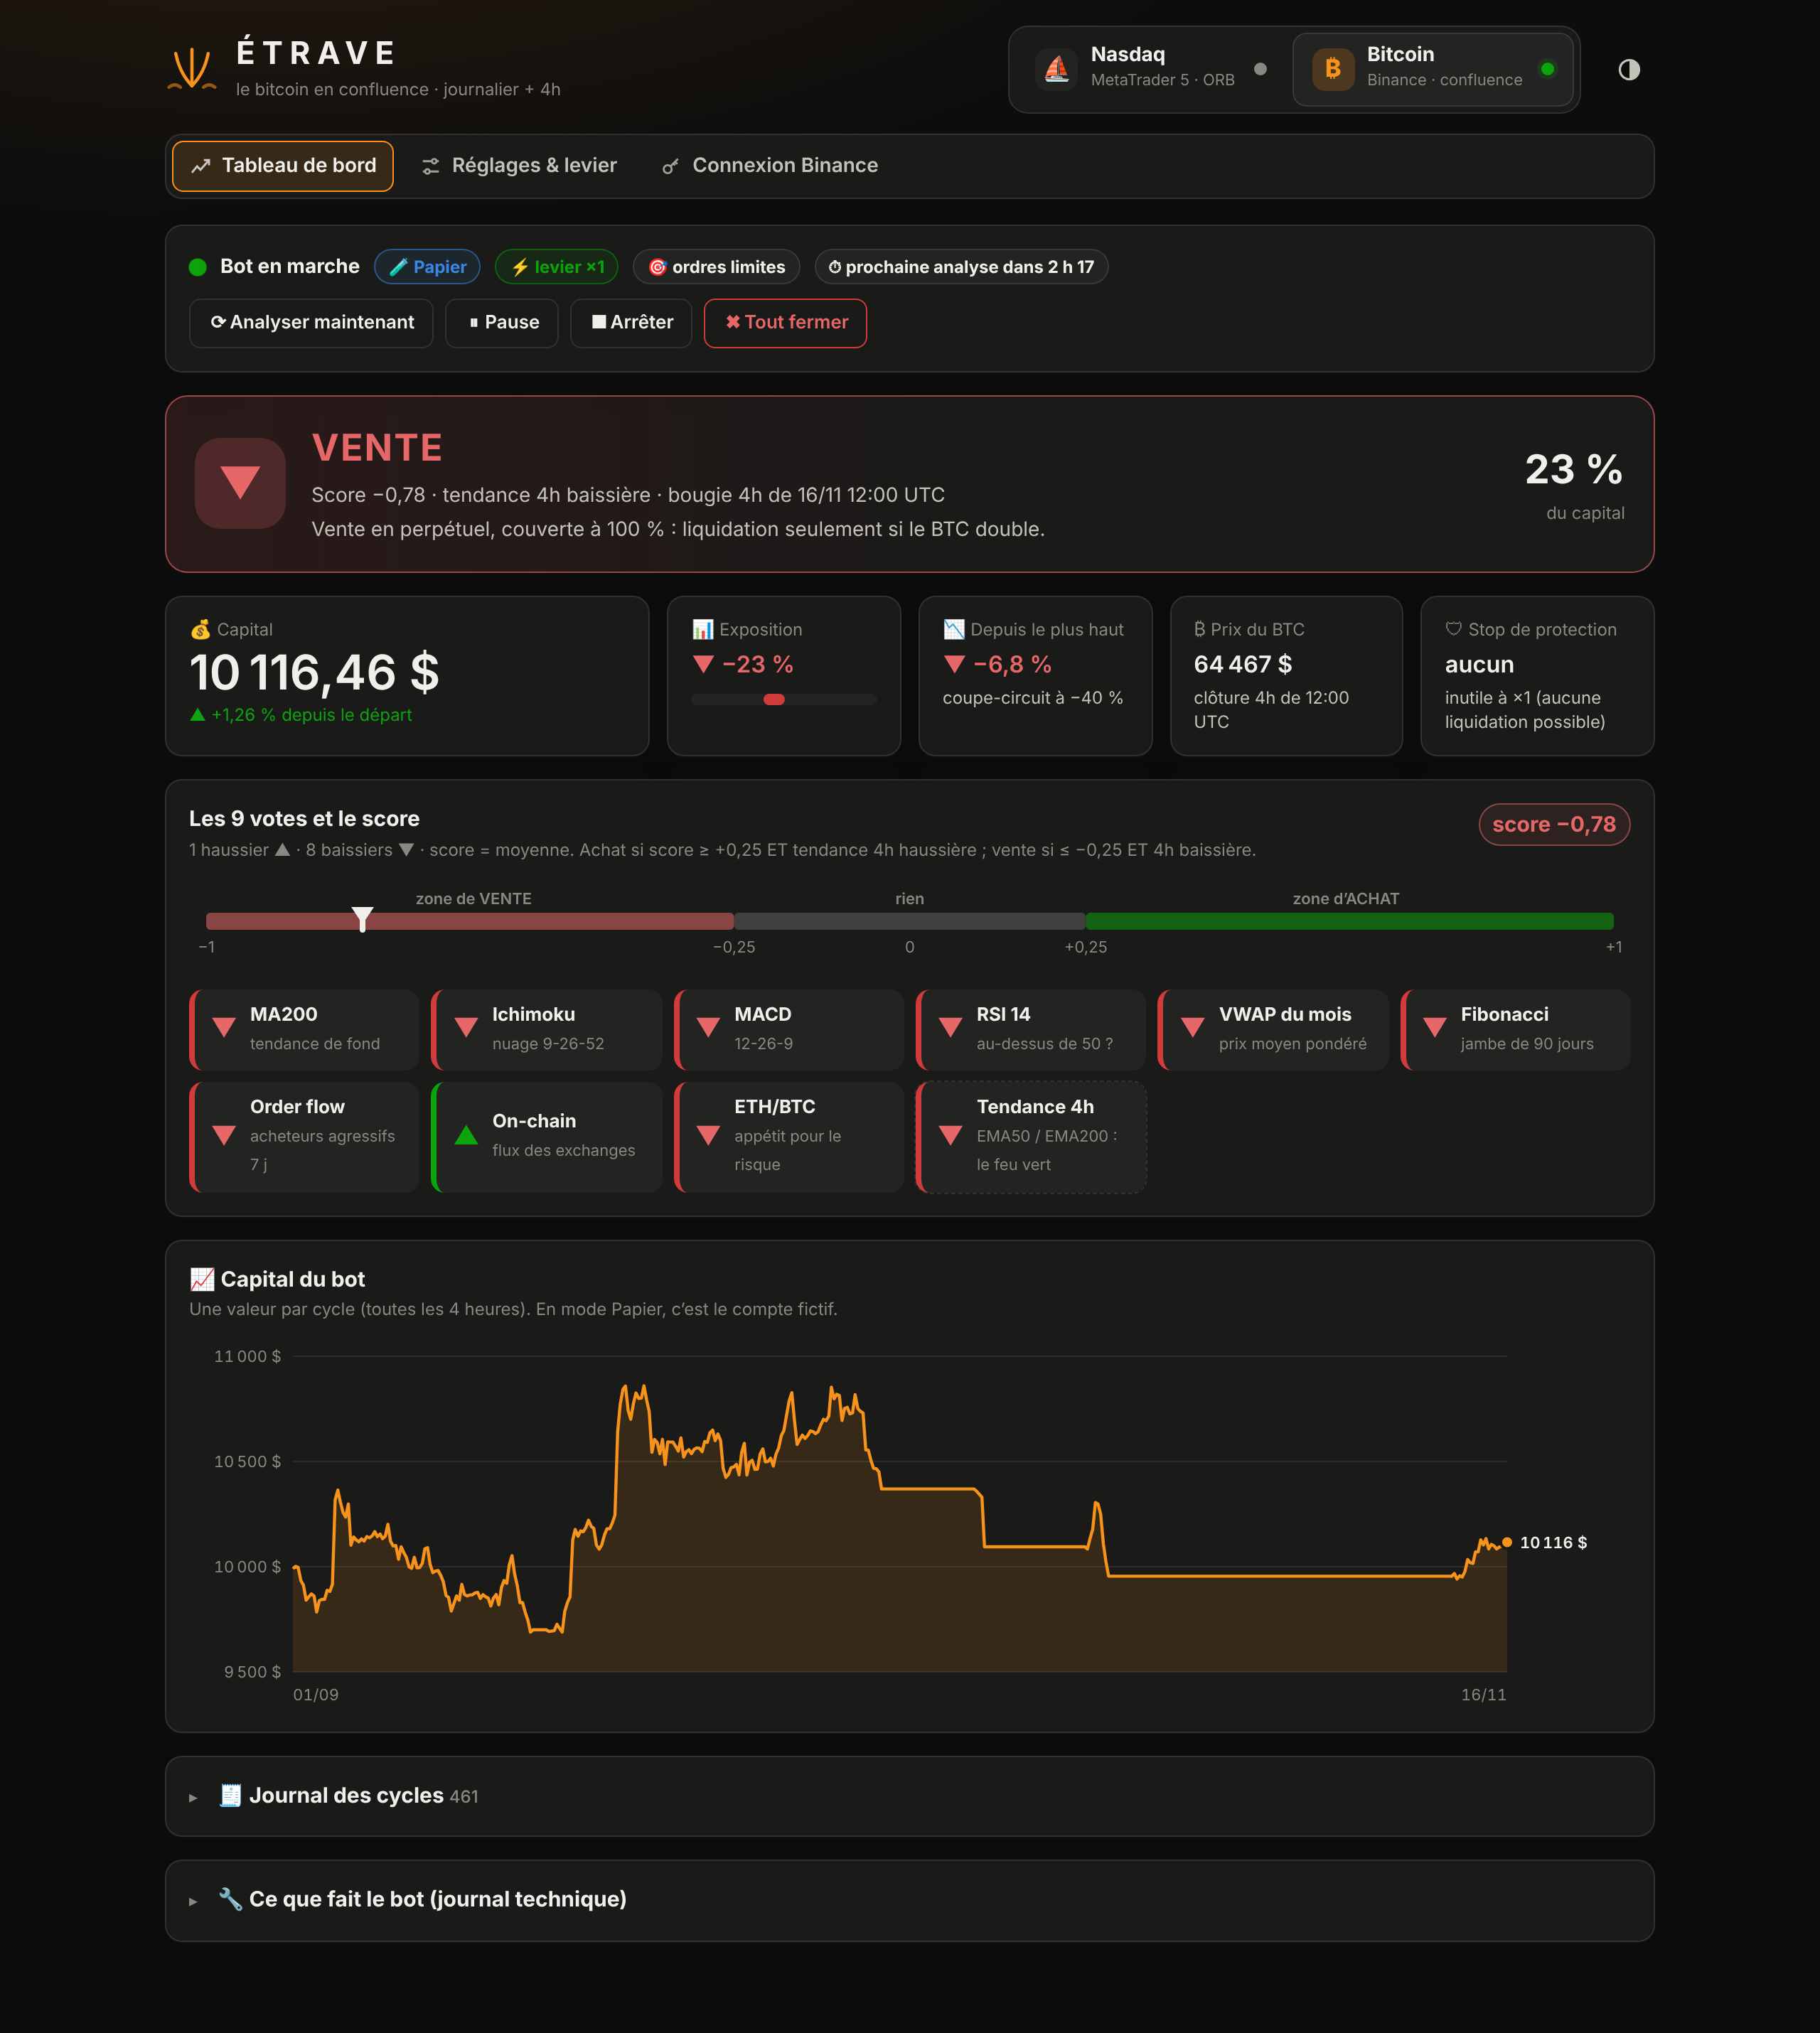 ÉTRAVE
le bitcoin en confluence · journalier + 4h
Nasdaq
MetaTrader 5 · ORB
Bitcoin
Binance · confluence
Tableau de bord
Réglages & levier
Connexion Binance
Bot en marche
🧪 Papier
⚡ levier ×1
🎯 ordres limites
⏱ prochaine analyse dans 2 h 17
⟳ Analyser maintenant
⏸ Pause
⏹ Arrêter
✖ Tout fermer
VENTE
Score −0,78 · tendance 4h baissière · bougie 4h de 16/11 12:00 UTC
Vente en perpétuel, couverte à 100 % : liquidation seulement si le BTC double.
23 %
du capital
💰 Capital
10 116,46 $
▲ +1,26 % depuis le départ
📊 Exposition
▼ −23 %
📉 Depuis le plus haut
▼ −6,8 %
coupe-circuit à −40 %
₿ Prix du BTC
64 467 $
clôture 4h de 12:00
UTC
🛡 Stop de protection
aucun
inutile à ×1 (aucune
liquidation possible)
Les 9 votes et le score
1 haussier ▲ · 8 baissiers ▼ · score = moyenne. Achat si score ≥ +0,25 ET tendance 4h haussière ; vente si ≤ −0,25 ET 4h baissière.
score −0,78
zone de VENTE
rien
zone d’ACHAT
−1
−0,25
0
+0,25
+1
▼ MA200
tendance de fond
▼ Ichimoku
nuage 9-26-52
▼ MACD
12-26-9
▼ RSI 14
au-dessus de 50 ?
▼ VWAP du mois
prix moyen pondéré
▼ Fibonacci
jambe de 90 jours
▼ Order flow
acheteurs agressifs
7 j
▲ On-chain
flux des exchanges
▼ ETH/BTC
appétit pour le
risque
▼ Tendance 4h
EMA50 / EMA200 :
le feu vert
📈 Capital du bot
Une valeur par cycle (toutes les 4 heures). En mode Papier, c’est le compte fictif.
11 000 $
10 500 $
10 000 $
9 500 $
10 116 $
01/09
16/11
▸ 🧾 Journal des cycles 461
▸ 🔧 Ce que fait le bot (journal technique)